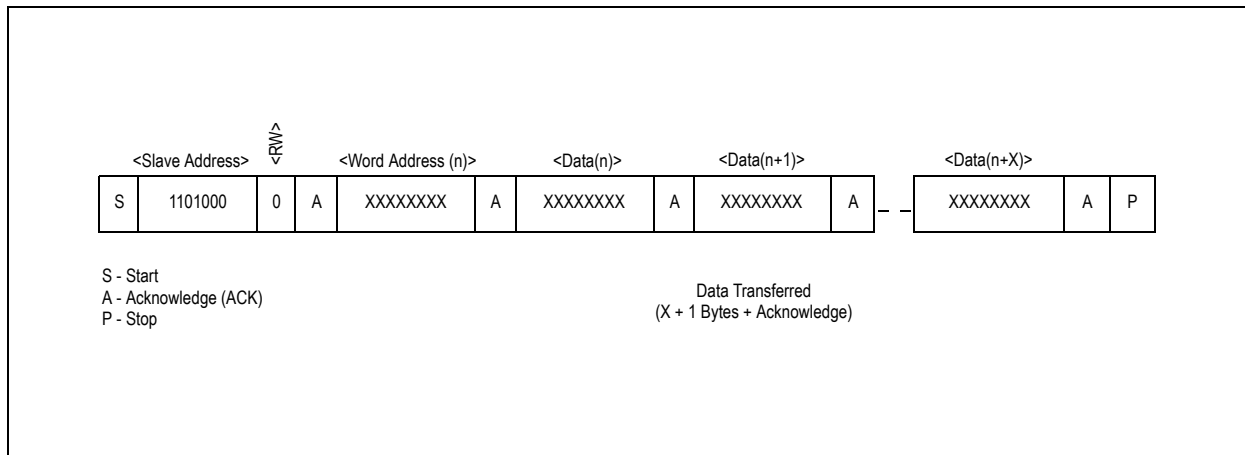 <RW>
<Slave Address> <Word Address (n)> <Data(n)> <Data(n+1)> <Data(n+X)>
S 1101000 0 A XXXXXXXX A XXXXXXXX A XXXXXXXX A XXXXXXXX A P
S - Start
A - Acknowledge (ACK)
P - Stop
Data Transferred
(X + 1 Bytes + Acknowledge)